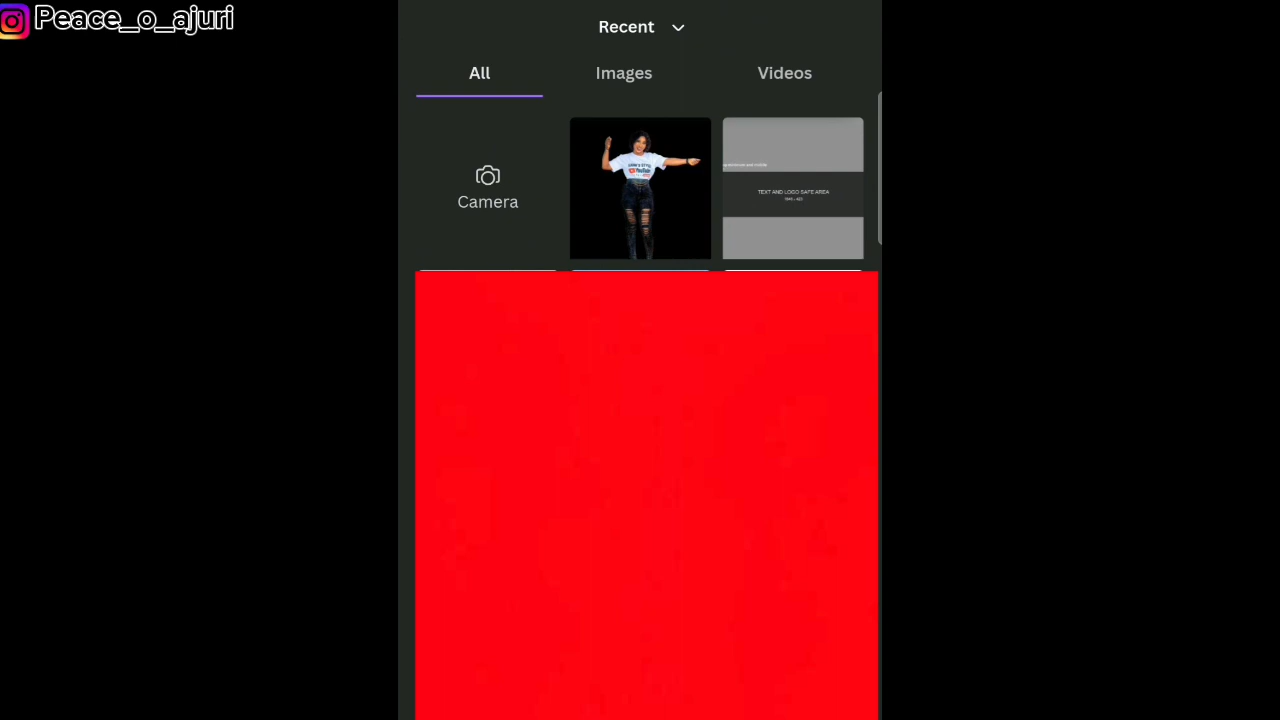 Peace_o_ajuri
Recent
All
Images
Videos
Camera
TEXT AND LOGO SAFE AREA